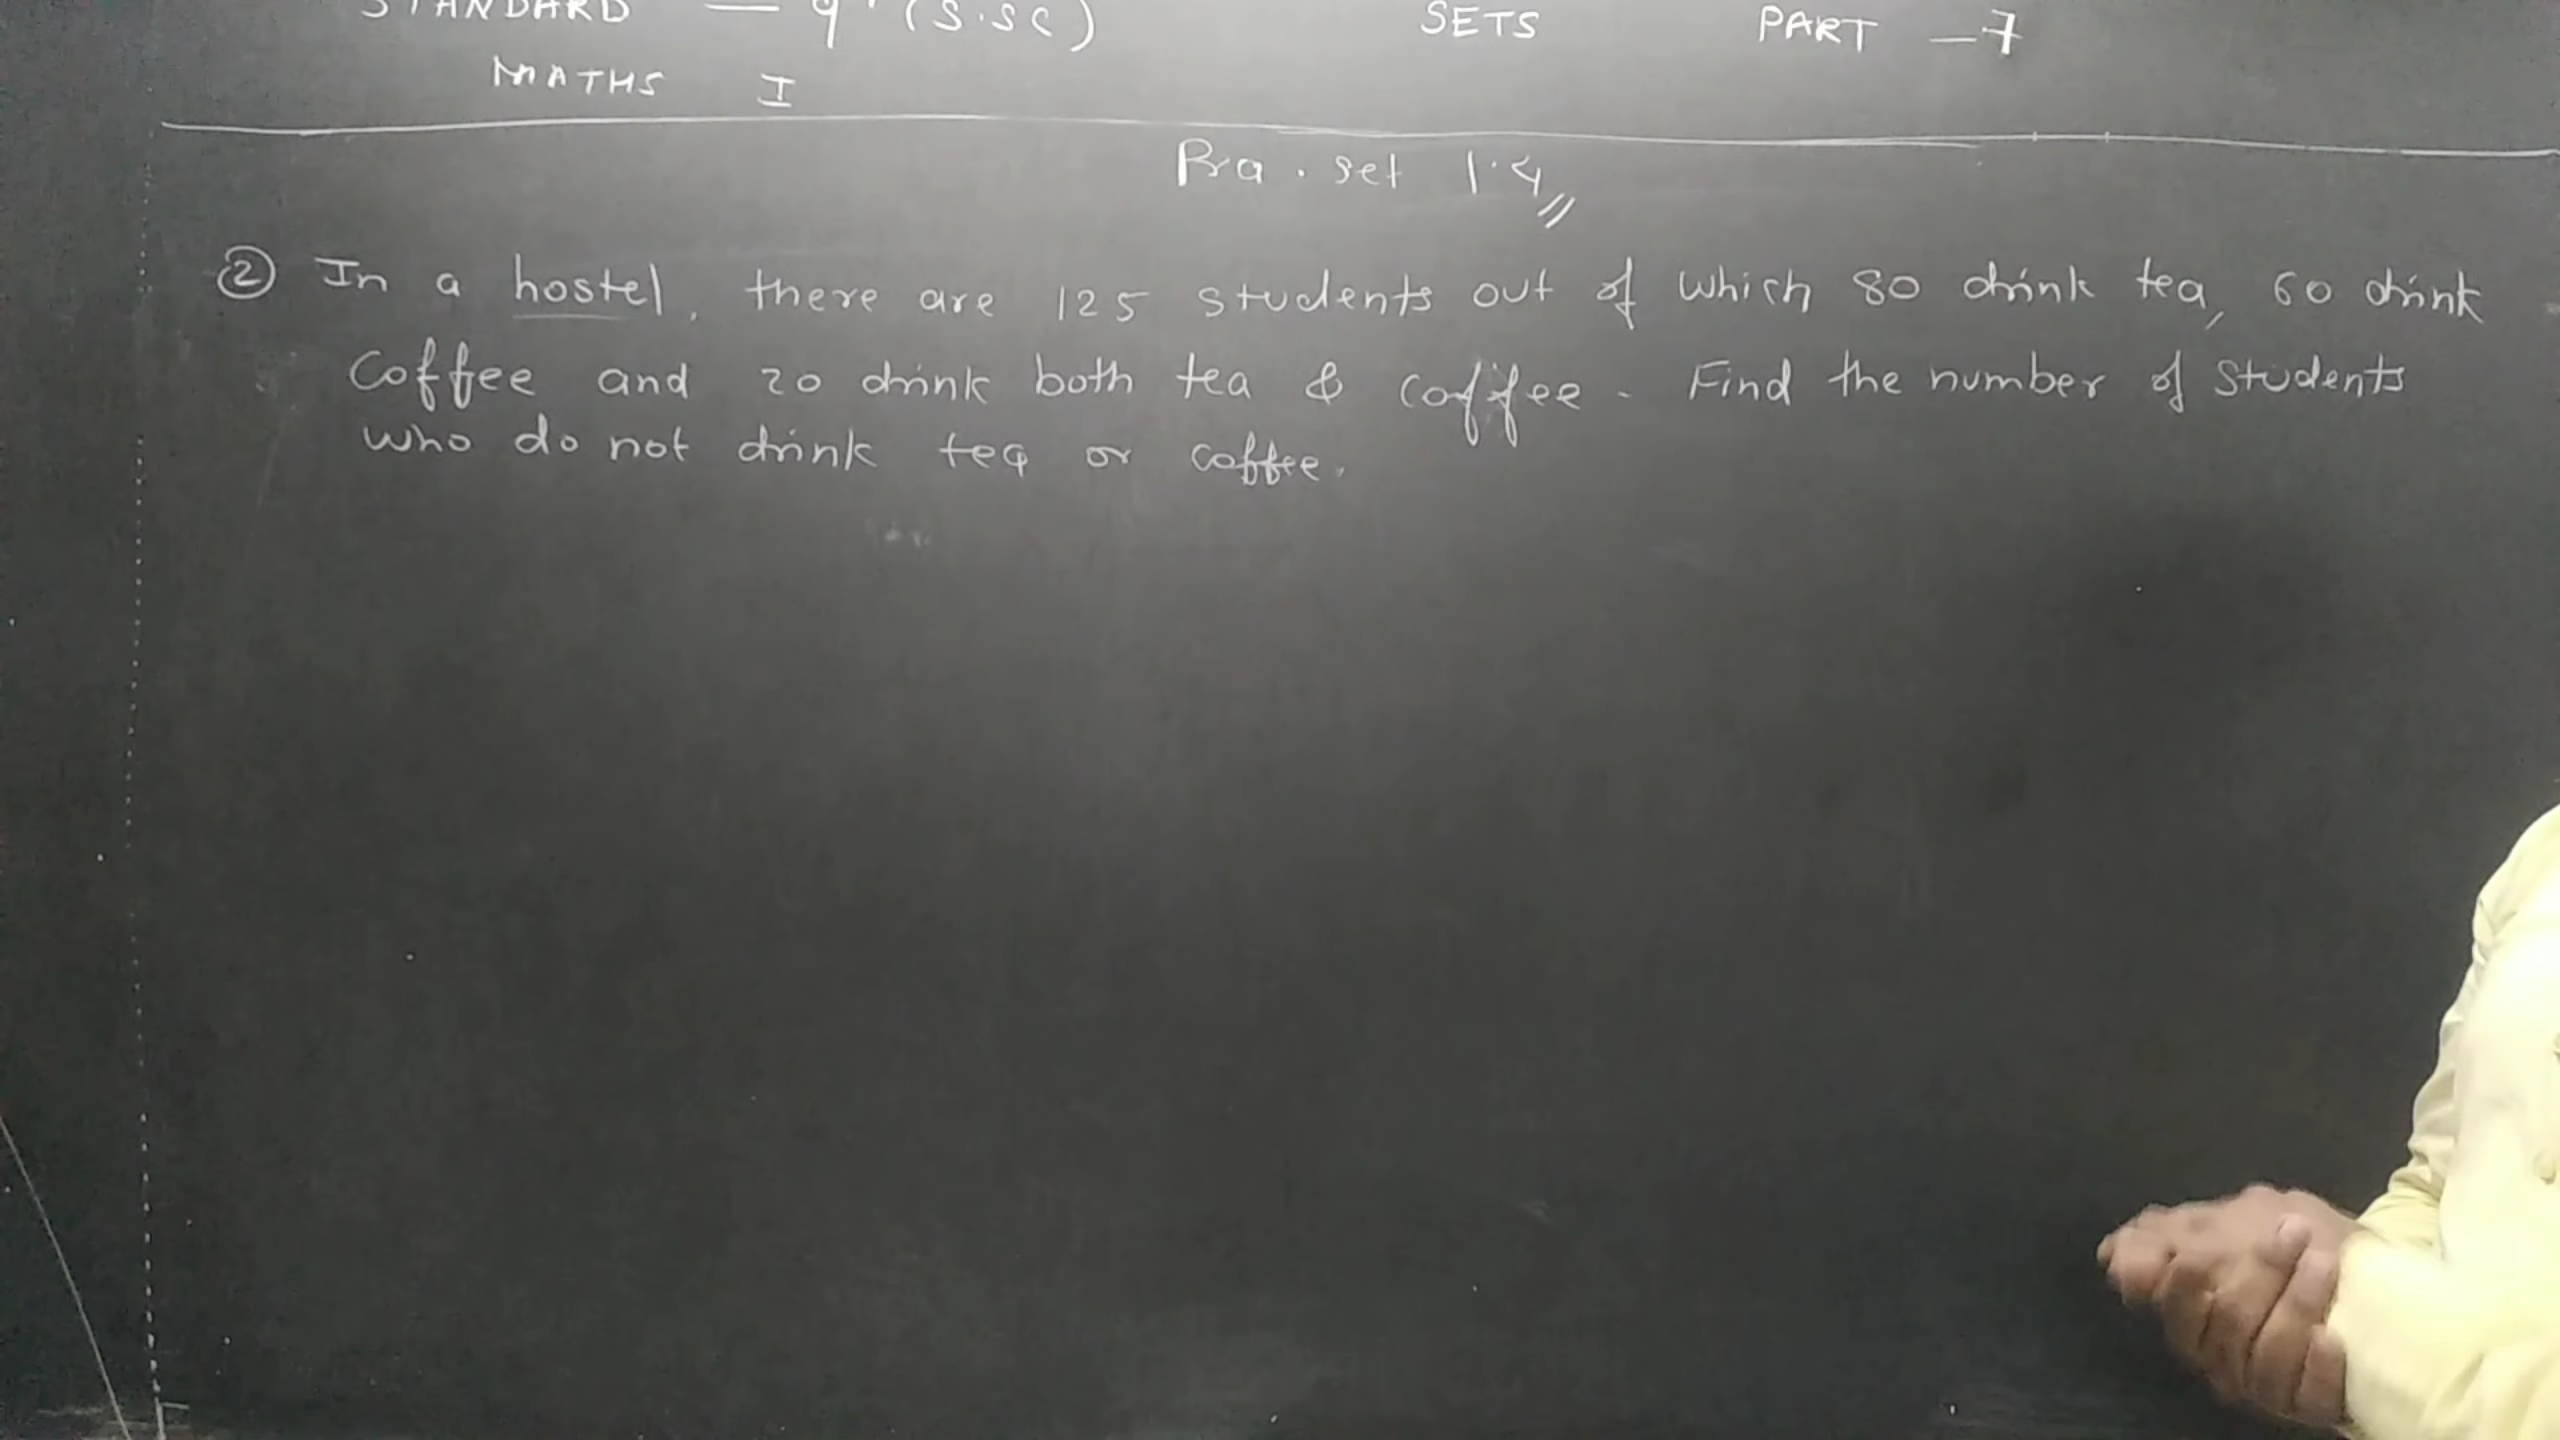 STANDARD — 9 (S.SC) SETS PART — 7
MATHS I
Pra. set 1.4
② In a hostel, there are 125 students out of which 80 drink tea, 60 drink
Coffee and 20 drink both tea & coffee. Find the number of students
who do not drink tea or coffee.